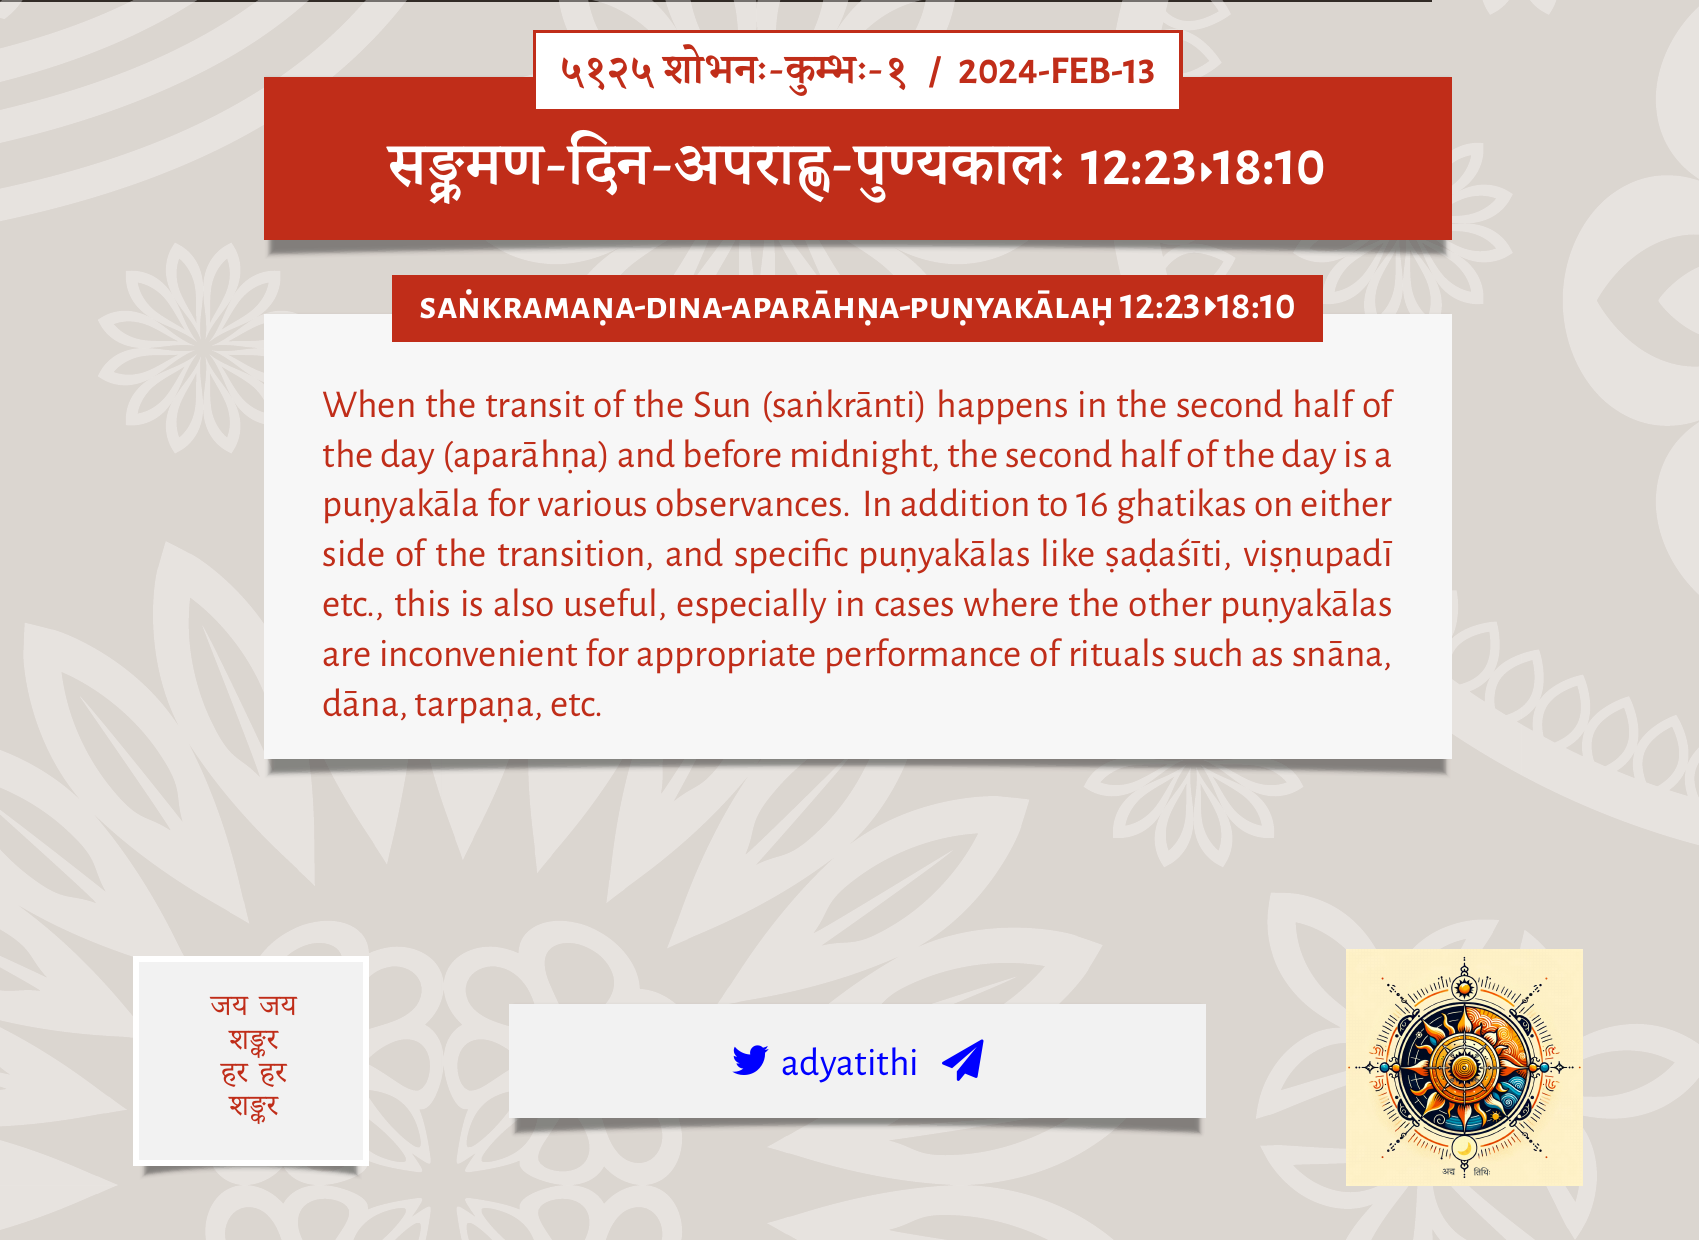 ५१२५ शोभनः-कुम्भः-१ / 2024-FEB-13
सङ्क्रमण-दिन-अपराह्ण-पुण्यकालः 12:23▸18:10
SAṄKRAMAṆA-DINA-APARĀHṆA-PUṆYAKĀLAḤ 12:23▸18:10
When the transit of the Sun (saṅkrānti) happens in the second half of
the day (aparāhṇa) and before midnight, the second half of the day is a
puṇyakāla for various observances. In addition to 16 ghatikas on either
side of the transition, and specific puṇyakālas like ṣaḍaśīti, viṣṇupadī
etc., this is also useful, especially in cases where the other puṇyakālas
are inconvenient for appropriate performance of rituals such as snāna,
dāna, tarpaṇa, etc.
जय जय
शङ्कर
हर हर
शङ्कर
adyatithi
अद्य तिथिः